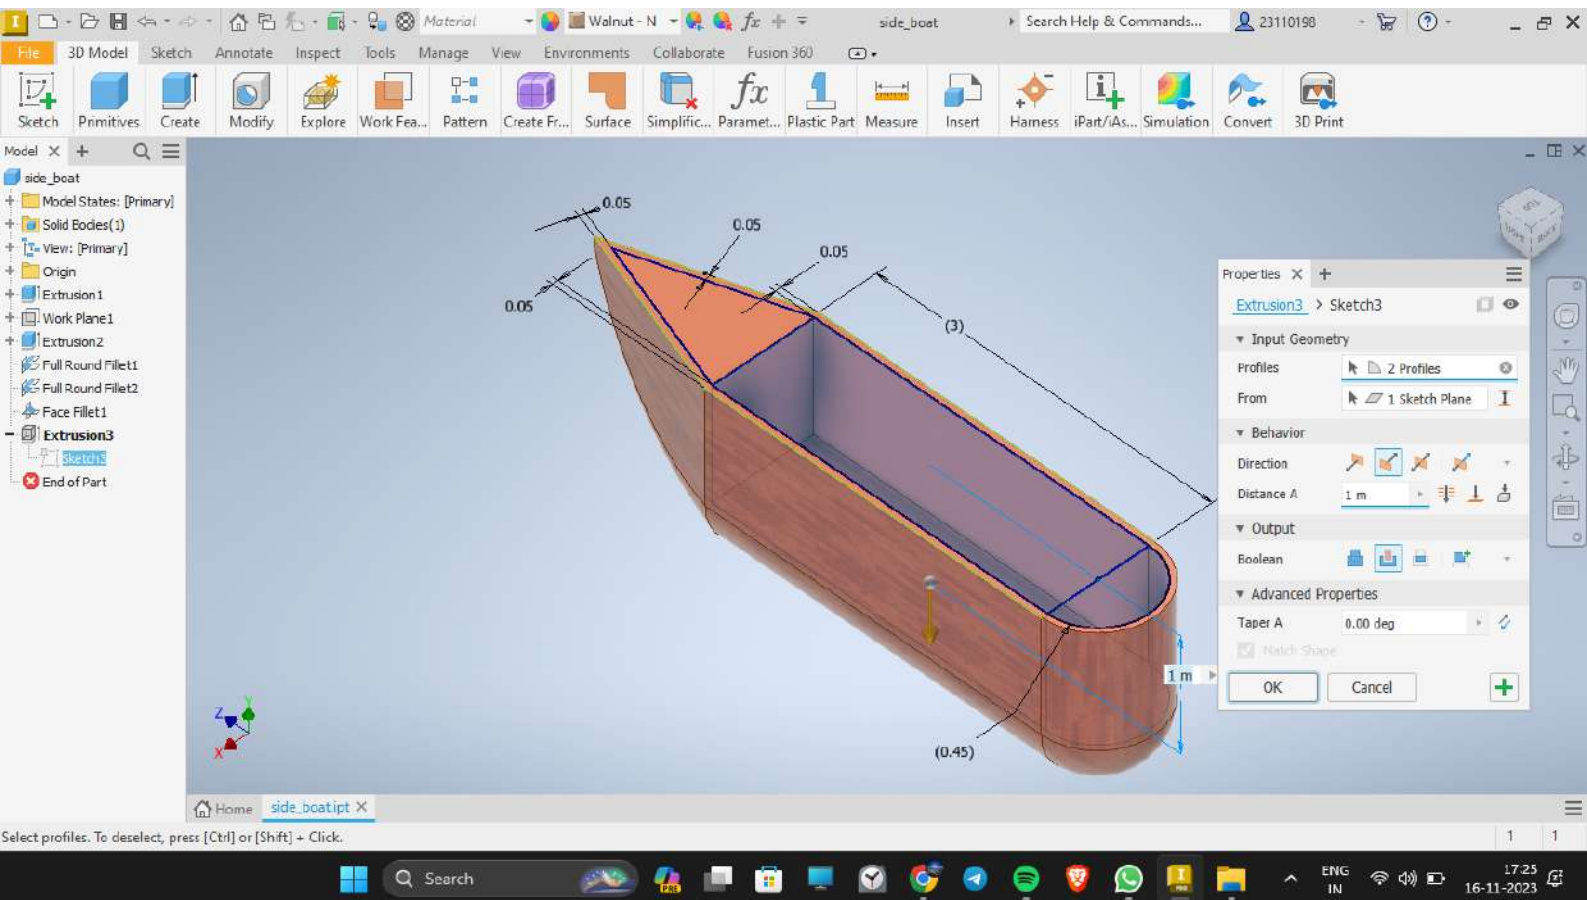 Material
Walnut - N
fx
side_boat
Search Help & Commands...
23110198
File
3D Model
Sketch
Annotate
Inspect
Tools
Manage
View
Environments
Collaborate
Fusion 360
Sketch
Primitives
Create
Modify
Explore
Work Fea...
Pattern
Create Fr...
Surface
Simplific...
Paramet...
Plastic Part
Measure
Insert
Harness
iPart/iAs...
Simulation
Convert
3D Print
Model
side_boat
Model States: [Primary]
Solid Bodies(1)
View: [Primary]
Origin
Extrusion1
Work Plane1
Extrusion2
Full Round Fillet1
Full Round Fillet2
Face Fillet1
Extrusion3
Sketch3
End of Part
0.05
0.05
0.05
0.05
(3)
(0.45)
1 m
Z
Y
X
Properties
Extrusion3 > Sketch3
Input Geometry
Profiles
2 Profiles
From
1 Sketch Plane
Behavior
Direction
Distance A
1 m
Output
Boolean
Advanced Properties
Taper A
0.00 deg
Match Shape
OK
Cancel
Home
side_boat.ipt
Select profiles. To deselect, press [Ctrl] or [Shift] + Click.
1
1
Search
PRE
ENG
IN
17:25
16-11-2023